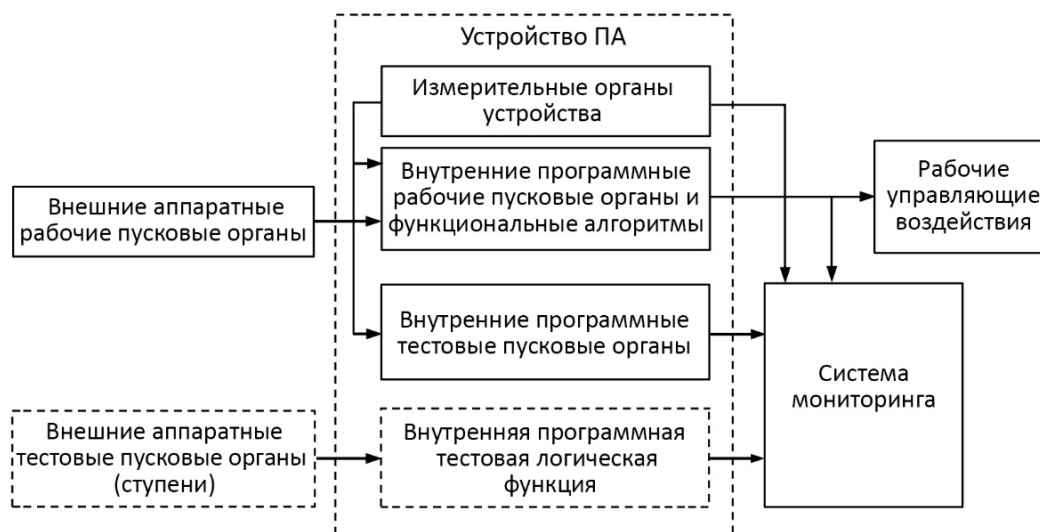 Устройство ПА
Измерительные органы
устройства
Внутренние программные
рабочие пусковые органы и
функциональные алгоритмы
Рабочие
управляющие
воздействия
Внешние аппаратные
рабочие пусковые органы
Внутренние программные
тестовые пусковые органы
Система
мониторинга
Внешние аппаратные
тестовые пусковые органы
(ступени)
Внутренняя программная
тестовая логическая
функция